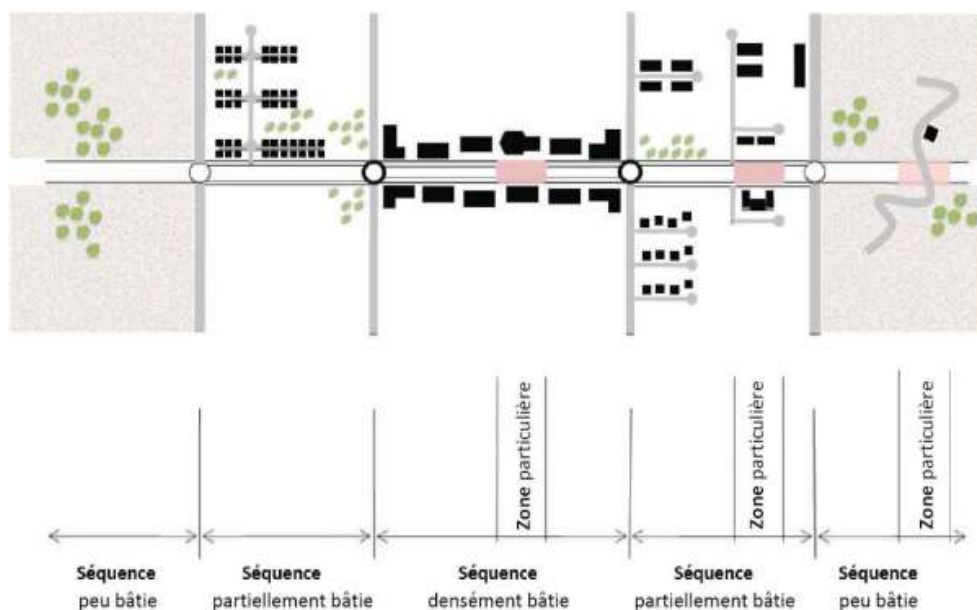 Zone particulière
Zone particulière
Zone particulière
Séquence
peu bâtie
Séquence
partiellement bâtie
Séquence
densément bâtie
Séquence
partiellement bâtie
Séquence
peu bâtie